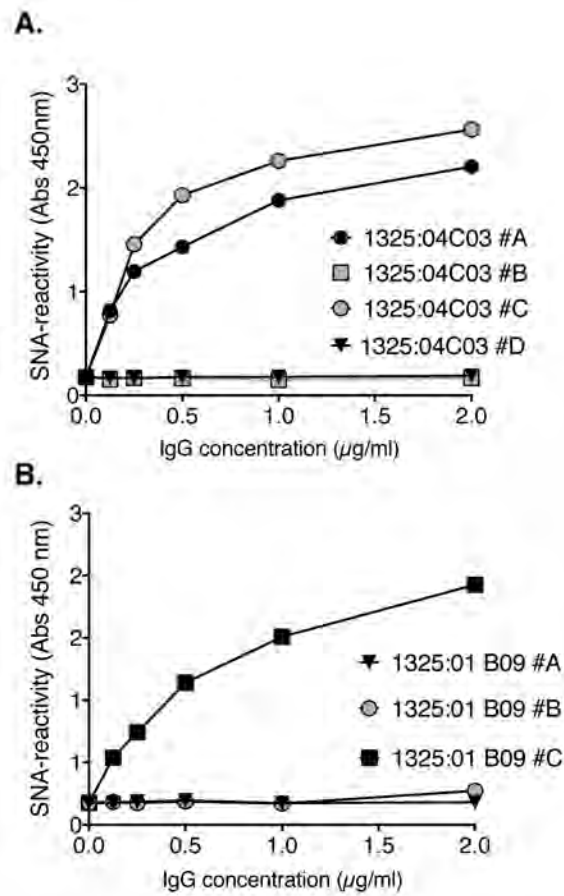 A.
3
2
1
0
0.0 0.5 1.0 1.5 2.0
SNA-reactivity (Abs 450nm)
IgG concentration (µg/ml)
1325:04C03 #A
1325:04C03 #B
1325:04C03 #C
1325:04C03 #D
B.
3
2
2
1
1
0
0.0 0.5 1.0 1.5 2.0
SNA-reactivity (Abs 450 nm)
IgG concentration (µg/ml)
1325:01 B09 #A
1325:01 B09 #B
1325:01 B09 #C